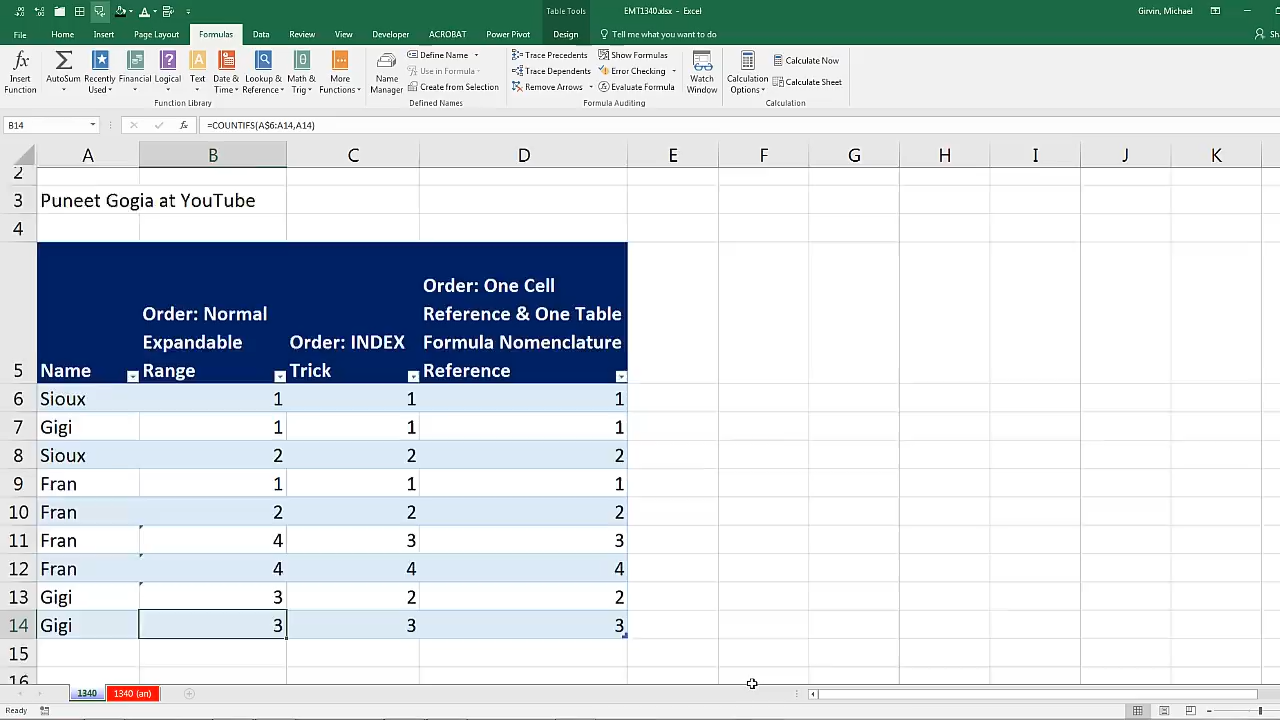 Table Tools
EMT1340.xlsx - Excel
Girvin, Michael
File Home Insert Page Layout Formulas Data Review View Developer ACROBAT Power Pivot Design Tell me what you want to do
Insert Function
AutoSum
Recently Used
Financial
Logical
Text
Date & Time
Lookup & Reference
Math & Trig
More Functions
Function Library
Name Manager
Define Name
Use in Formula
Create from Selection
Defined Names
Trace Precedents
Trace Dependents
Remove Arrows
Show Formulas
Error Checking
Evaluate Formula
Formula Auditing
Watch Window
Calculation Options
Calculate Now
Calculate Sheet
Calculation
B14 fx =COUNTIFS(A$6:A14,A14)
A B C D E F G H I J K
2
3 Puneet Gogia at YouTube
4
5 Name
Order: Normal
Expandable
Range
Order: INDEX
Trick
Order: One Cell
Reference & One Table
Formula Nomenclature
Reference
6 Sioux 1 1 1
7 Gigi 1 1 1
8 Sioux 2 2 2
9 Fran 1 1 1
10 Fran 2 2 2
11 Fran 4 3 3
12 Fran 4 4 4
13 Gigi 3 2 2
14 Gigi 3 3 3
15
16
1340 1340 (an)
Ready